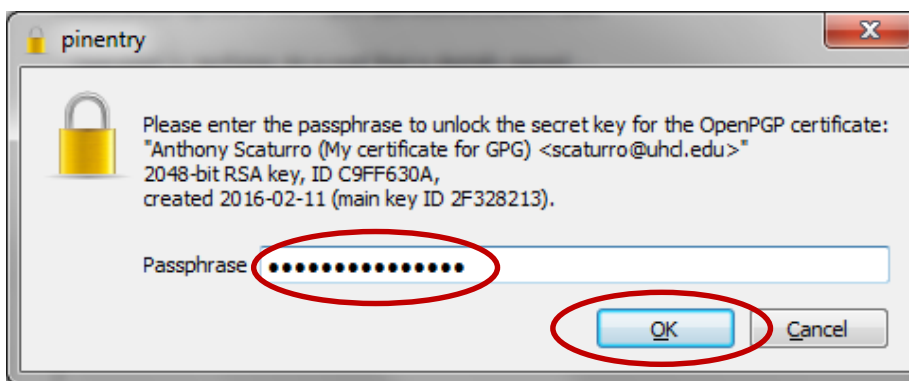 pinentry
Please enter the passphrase to unlock the secret key for the OpenPGP certificate:
"Anthony Scaturro (My certificate for GPG) <scaturro@uhcl.edu>"
2048-bit RSA key, ID C9FF630A,
created 2016-02-11 (main key ID 2F328213).
Passphrase ●●●●●●●●●●●●●●●
OK Cancel